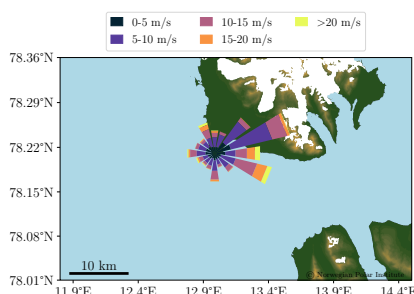 0-5 m/s 10-15 m/s >20 m/s
5-10 m/s 15-20 m/s
78.36°N
78.29°N
78.22°N
78.15°N
78.08°N
78.01°N
10 km
© Norwegian Polar Institute
11.9°E 12.4°E 12.9°E 13.4°E 13.9°E 14.4°E